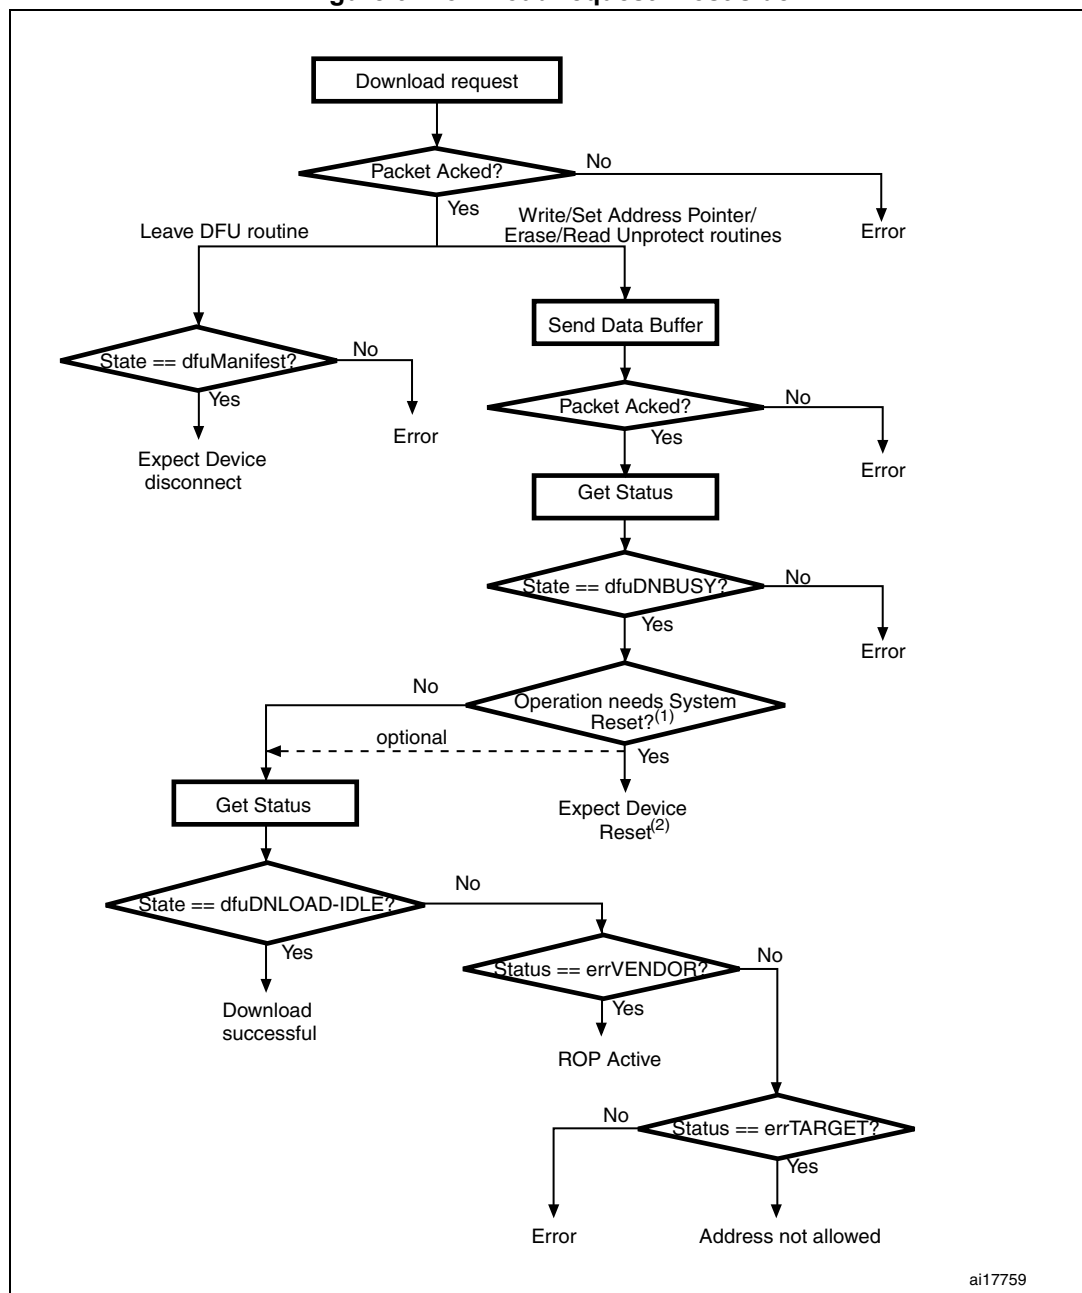 Download request
Packet Acked?
No
Yes
Error
Leave DFU routine
Write/Set Address Pointer/
Erase/Read Unprotect routines
Send Data Buffer
State == dfuManifest?
No
Yes
Error
Expect Device
disconnect
Packet Acked?
No
Yes
Error
Get Status
State == dfuDNBUSY?
No
Yes
Error
Operation needs System
Reset?(1)
No
optional
Yes
Expect Device
Reset(2)
Get Status
State == dfuDNLOAD-IDLE?
No
Yes
Download
successful
Status == errVENDOR?
No
Yes
ROP Active
Status == errTARGET?
No
Yes
Error
Address not allowed
ai17759